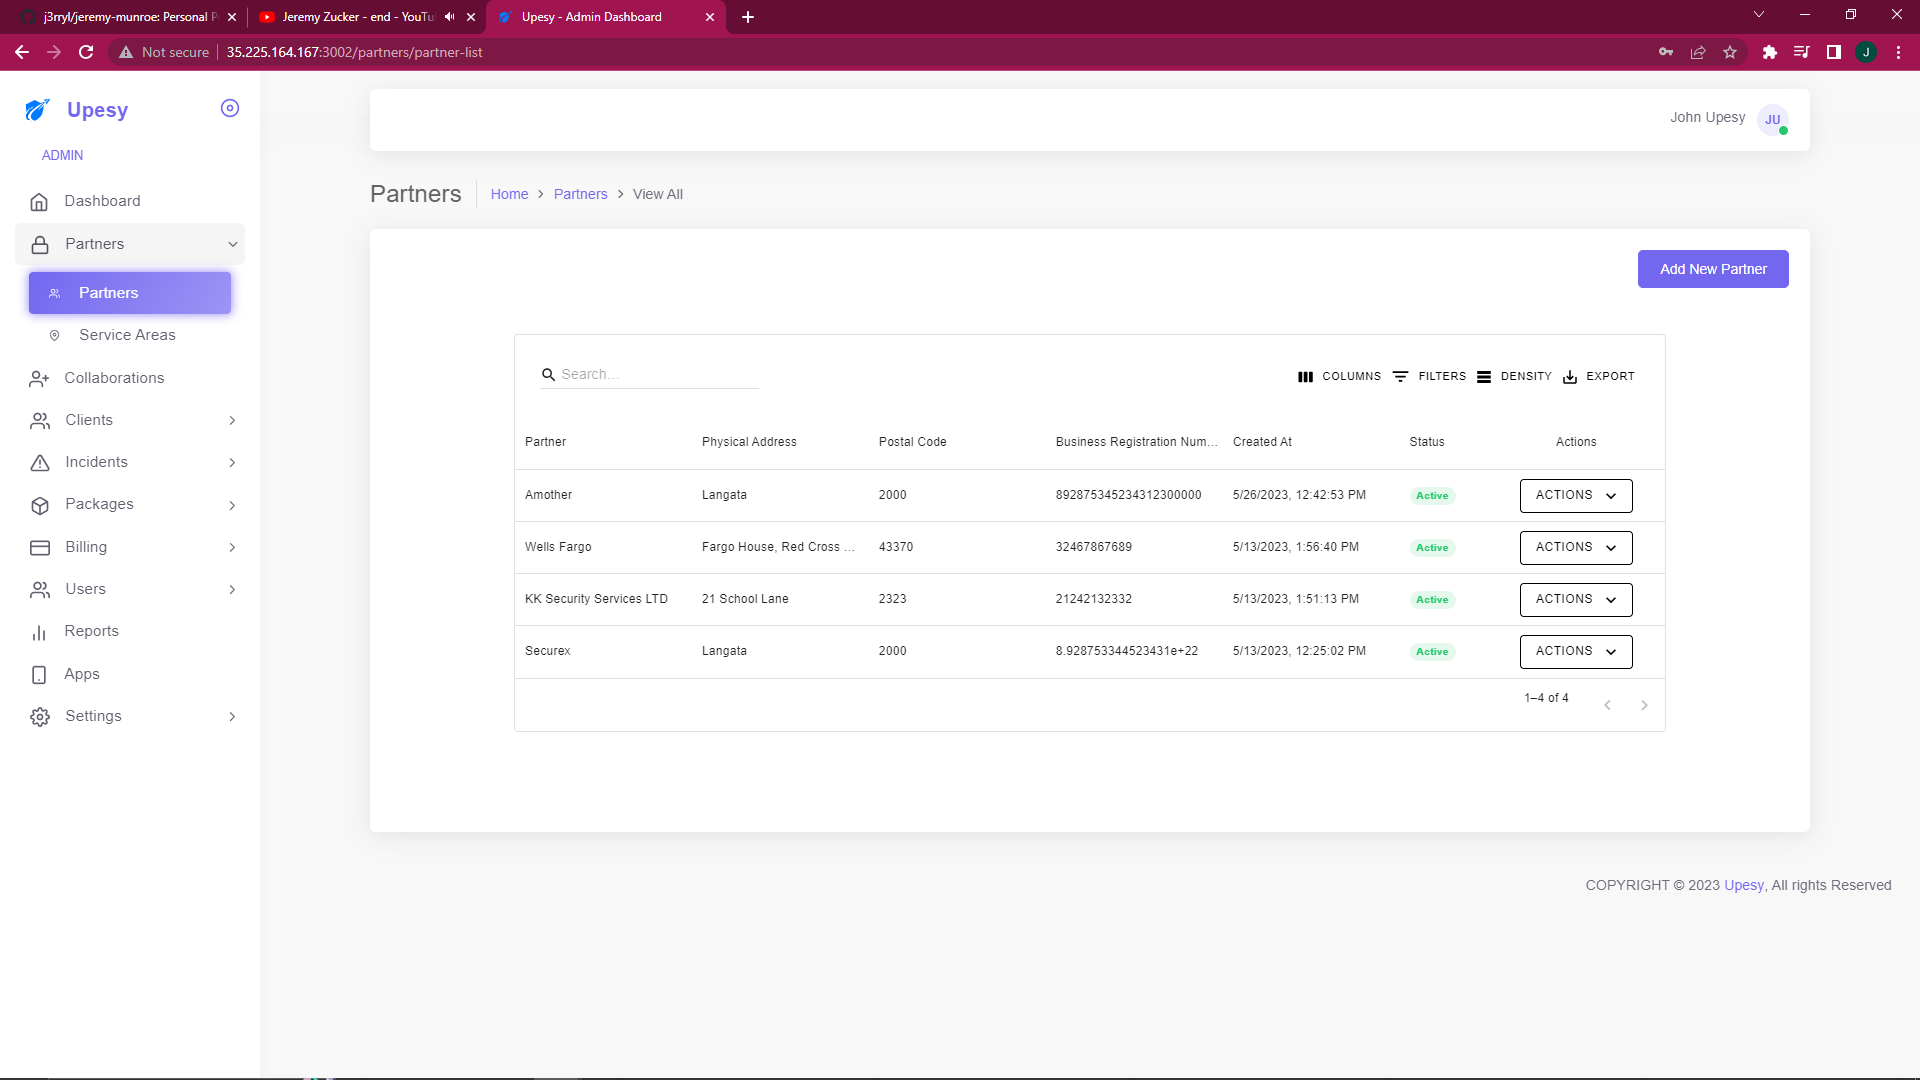 j3rryl/jeremy-munroe: Personal P
Jeremy Zucker - end - YouTu
Upesy - Admin Dashboard
Not secure
35.225.164.167:3002/partners/partner-list
J
Upesy
ADMIN
Dashboard
Partners
Partners
Service Areas
Collaborations
Clients
Incidents
Packages
Billing
Users
Reports
Apps
Settings
John Upesy
JU
Partners
Home > Partners > View All
Add New Partner
Search…
COLUMNS FILTERS DENSITY EXPORT
Partner Physical Address Postal Code Business Registration Num... Created At Status Actions
Amother Langata 2000 892875345234312300000 5/26/2023, 12:42:53 PM Active ACTIONS
Wells Fargo Fargo House, Red Cross ... 43370 32467867689 5/13/2023, 1:56:40 PM Active ACTIONS
KK Security Services LTD 21 School Lane 2323 21242132332 5/13/2023, 1:51:13 PM Active ACTIONS
Securex Langata 2000 8.928753344523431e+22 5/13/2023, 12:25:02 PM Active ACTIONS
1–4 of 4
COPYRIGHT © 2023 Upesy, All rights Reserved